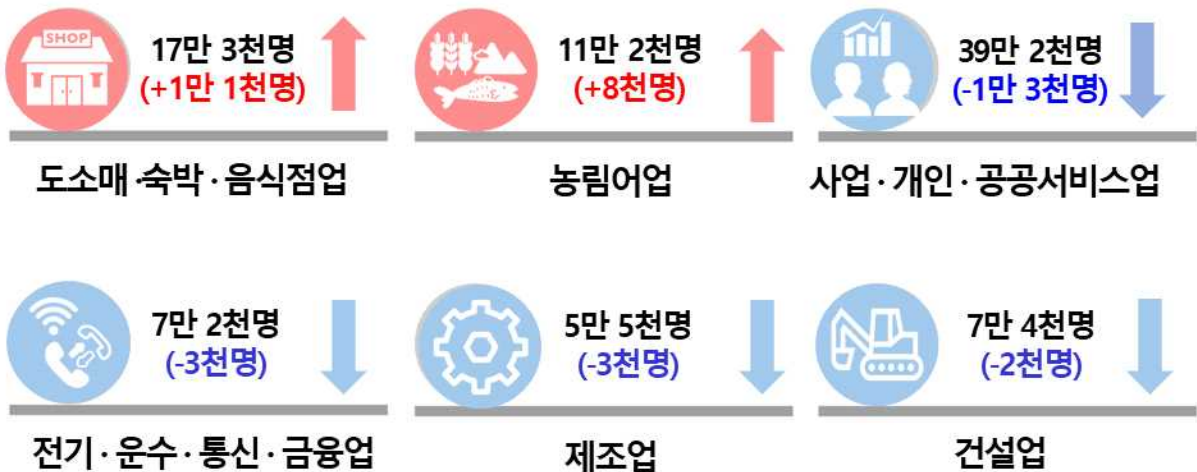 SHOP
17만 3천명
(+1만 1천명)
도소매·숙박·음식점업
11만 2천명
(+8천명)
농림어업
39만 2천명
(-1만 3천명)
사업·개인·공공서비스업
7만 2천명
(-3천명)
전기·운수·통신·금융업
5만 5천명
(-3천명)
제조업
7만 4천명
(-2천명)
건설업